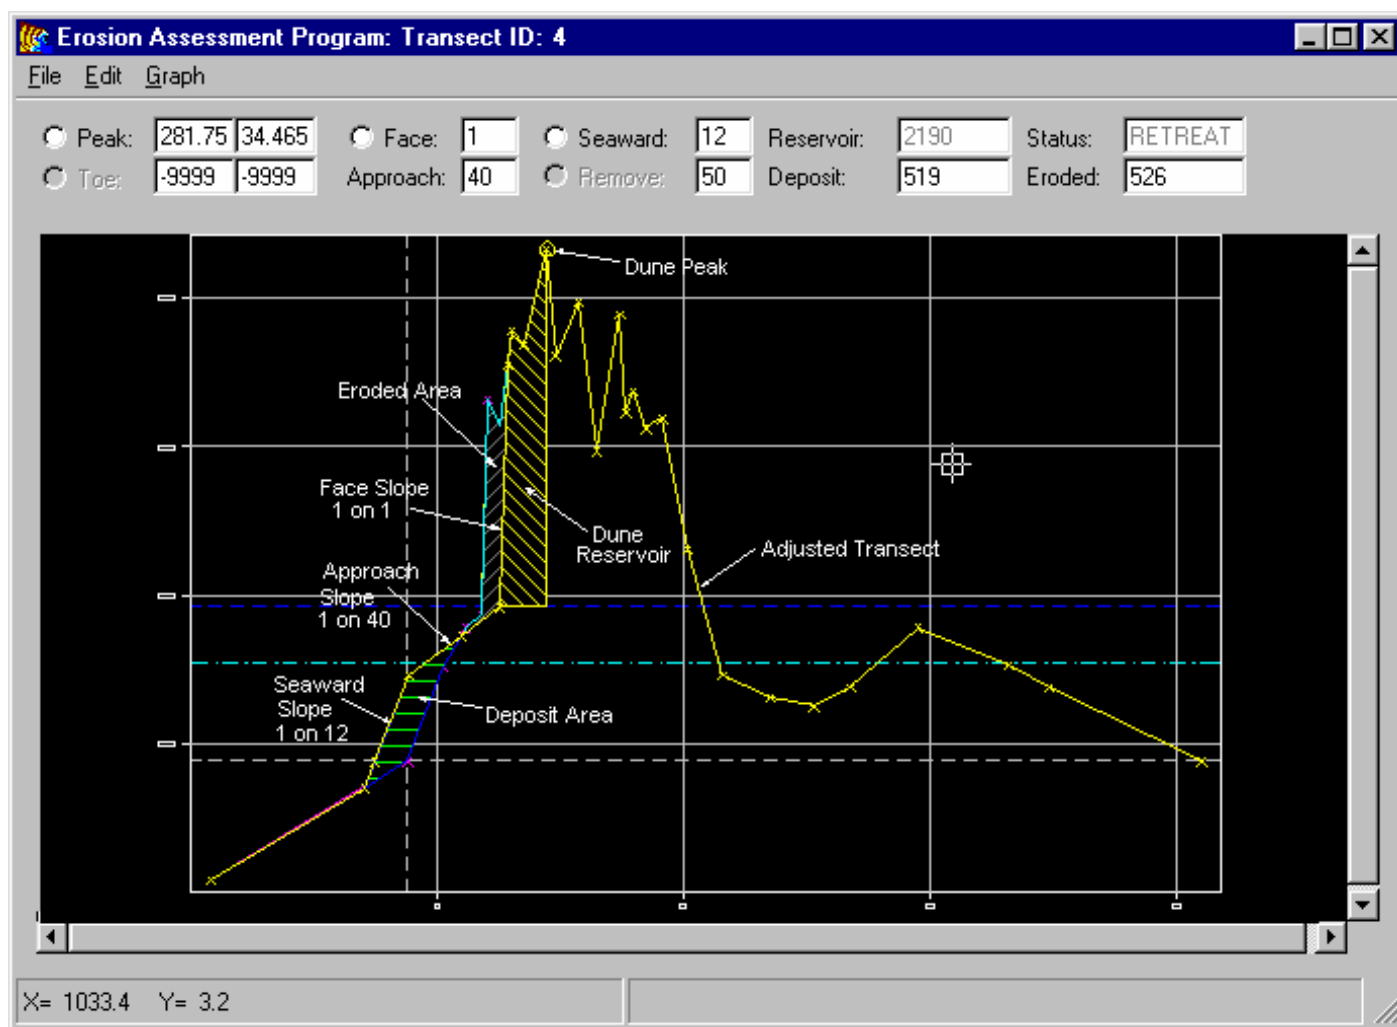 Erosion Assessment Program: Transect ID: 4
File Edit Graph
Peak: 281.75 34.465 Face: 1 Seaward: 12 Reservoir: 2190 Status: RETREAT
Toe: -9999 -9999 Approach: 40 Remove: 50 Deposit: 519 Eroded: 526
Dune Peak
Eroded Area
Face Slope
1 on 1
Dune
Reservoir
Adjusted Transect
Approach
Slope
1 on 40
Seaward
Slope
1 on 12
Deposit Area
X= 1033.4 Y= 3.2